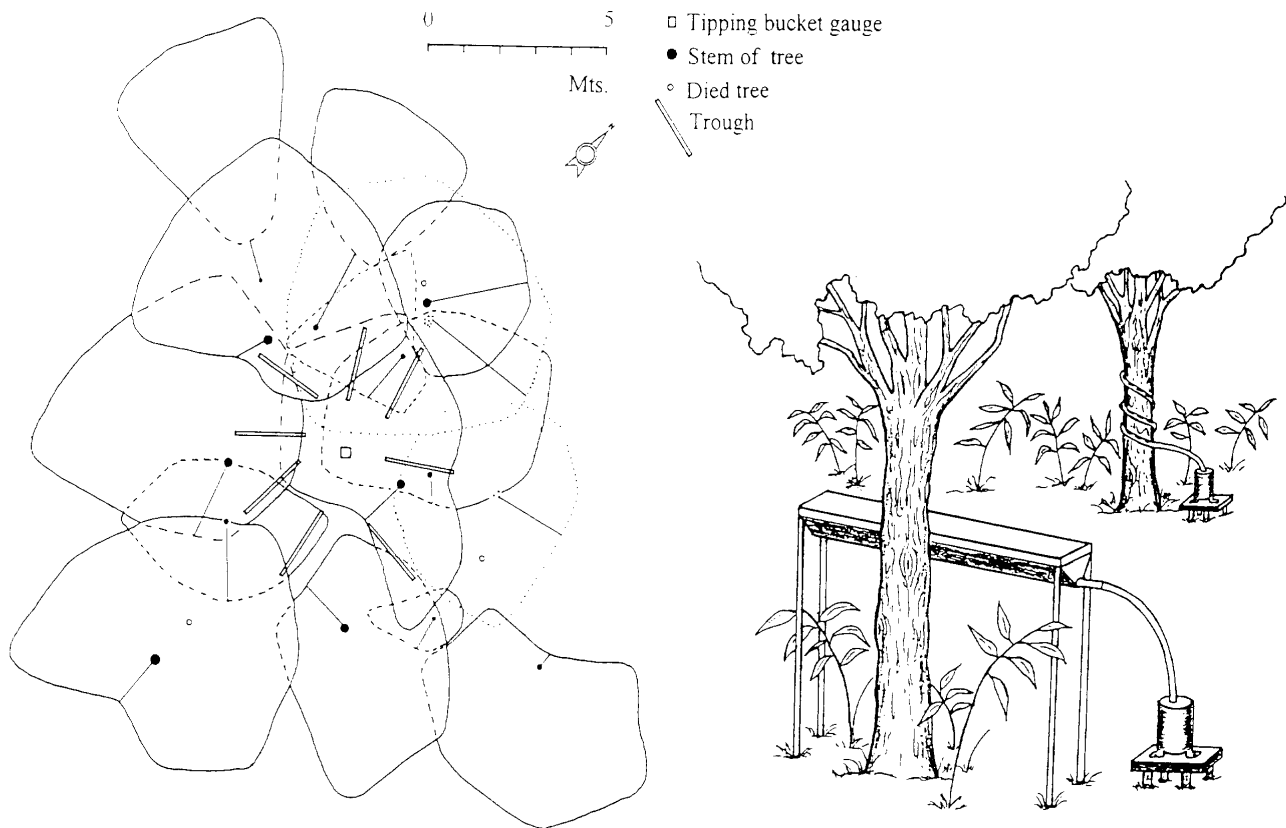 0 5
Mts.
Tipping bucket gauge
Stem of tree
Died tree
Trough